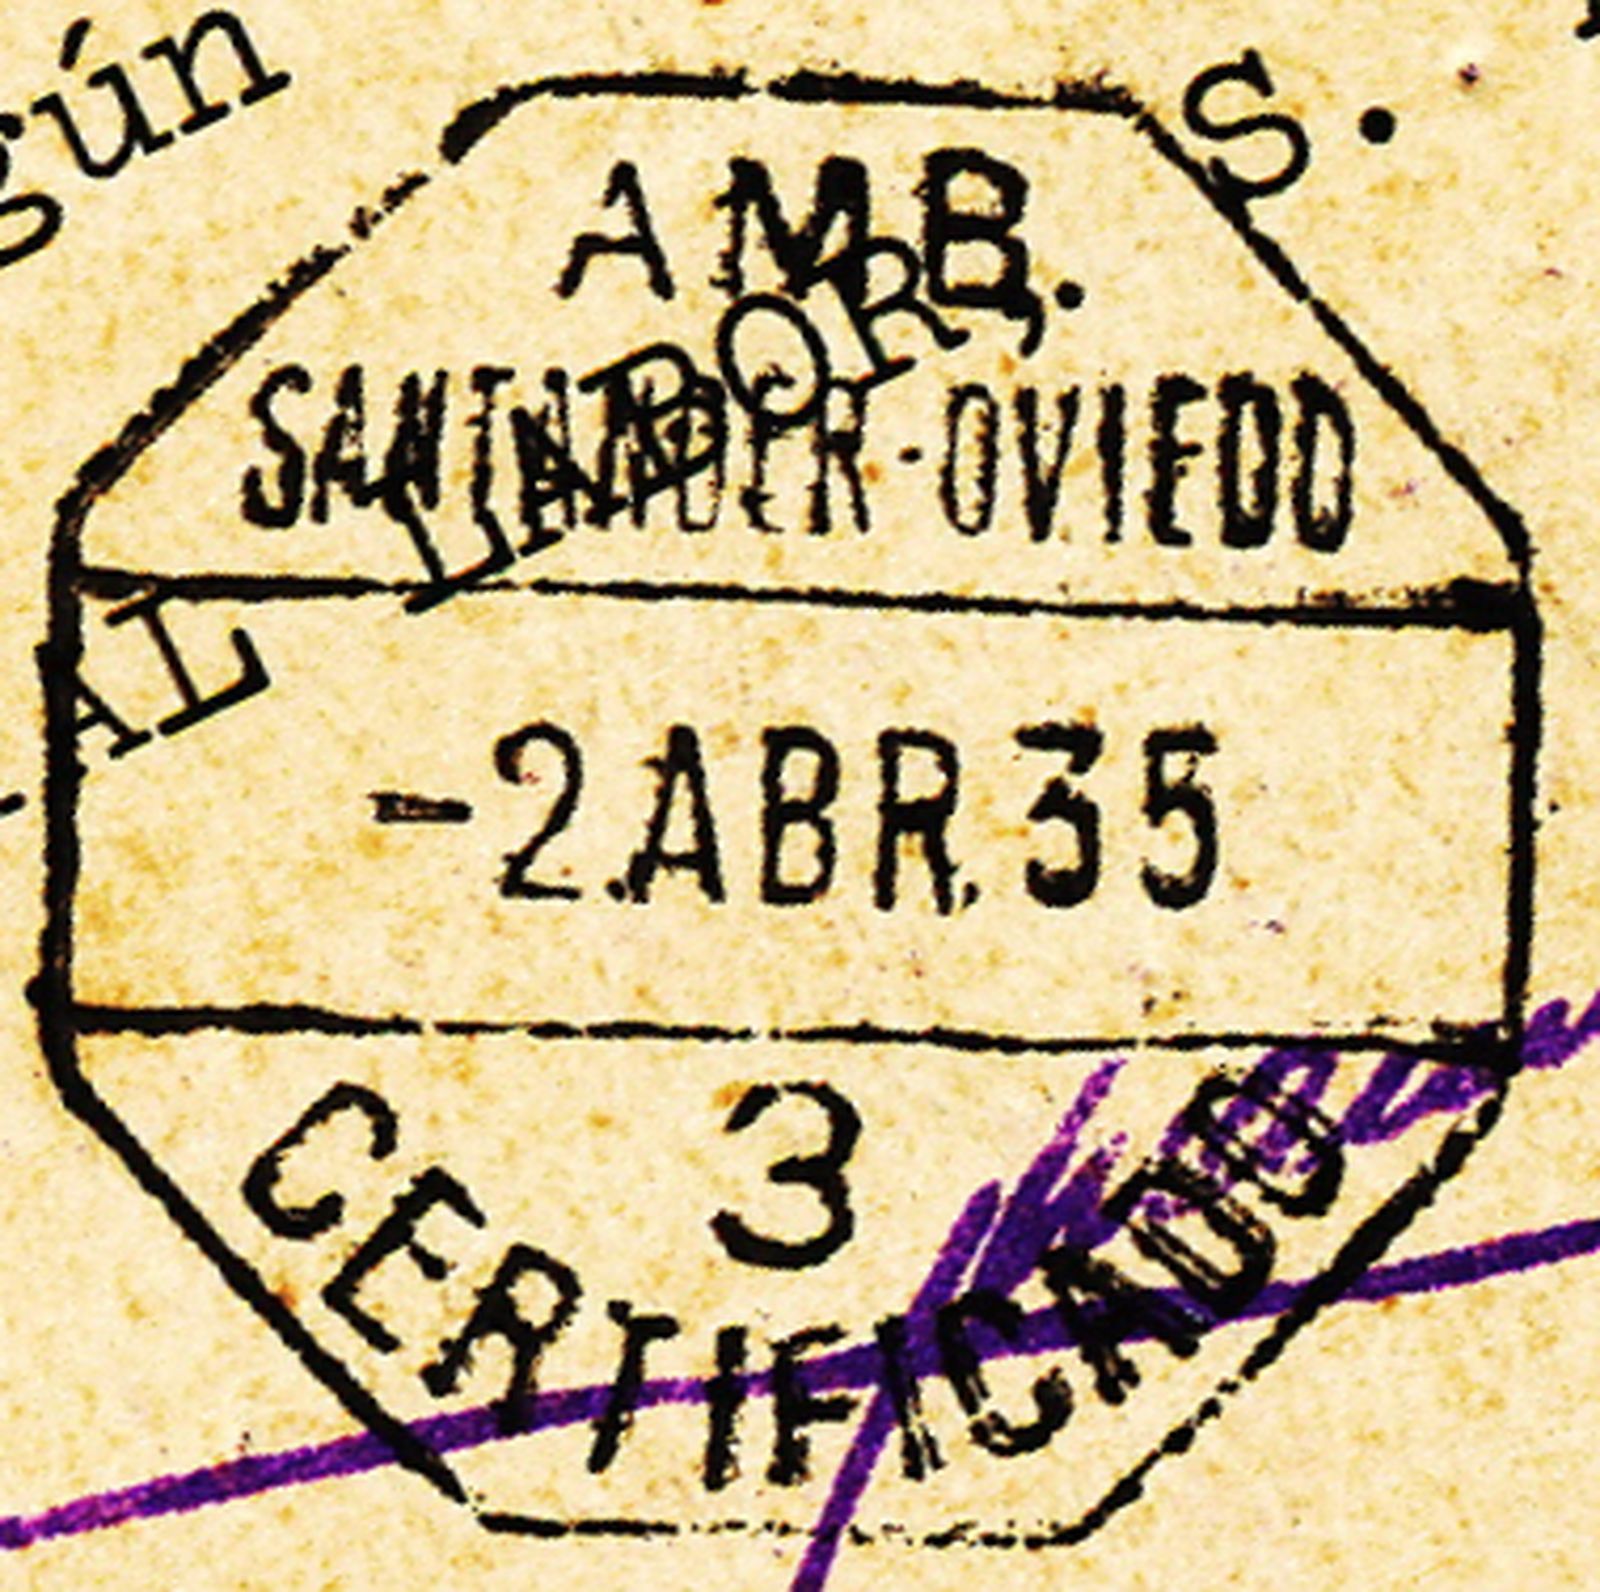 gún
S.
AMB.
SANTANDER-OVIEDO
AL LABOR,
-2.ABR.35
3
CERTIFICADO